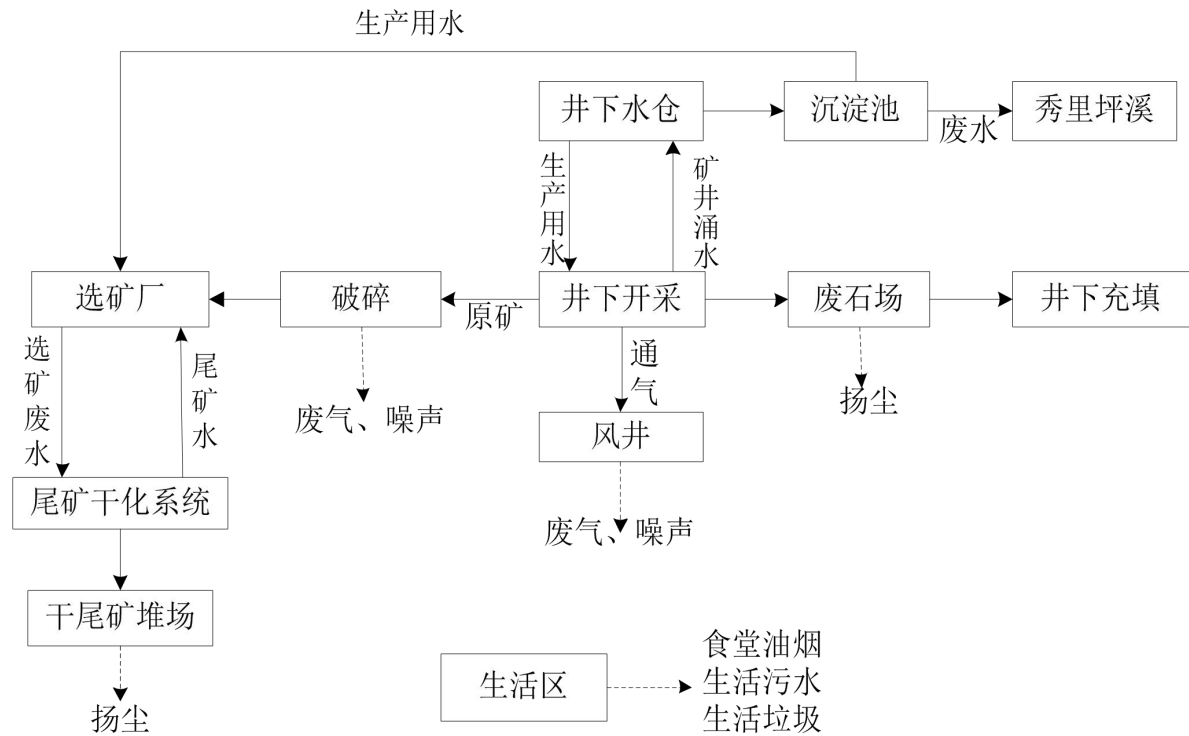 生产用水
井下水仓
沉淀池
废水
秀里坪溪
生产用水
矿井涌水
选矿厂
破碎
原矿
井下开采
废石场
井下充填
选矿废水
尾矿水
通气
扬尘
废气、噪声
风井
尾矿干化系统
废气、噪声
干尾矿堆场
扬尘
生活区
食堂油烟
生活污水
生活垃圾